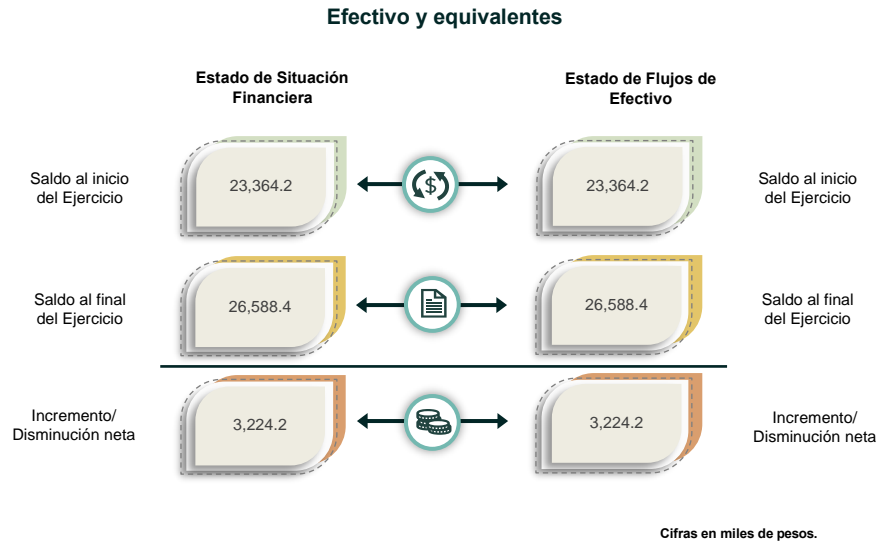 Efectivo y equivalentes
Estado de Situación
Financiera
Estado de Flujos de
Efectivo
Saldo al inicio
del Ejercicio
23,364.2
$
23,364.2
Saldo al inicio
del Ejercicio
Saldo al final
del Ejercicio
26,588.4
26,588.4
Saldo al final
del Ejercicio
Incremento/
Disminución neta
3,224.2
3,224.2
Incremento/
Disminución neta
Cifras en miles de pesos.